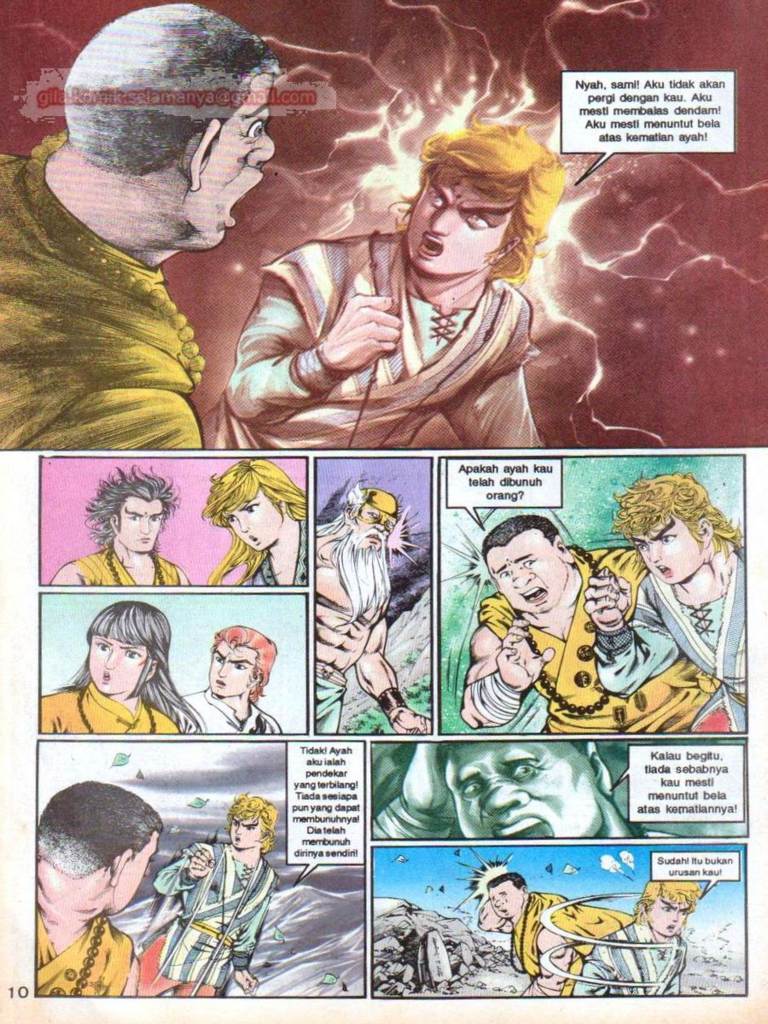 gila.komik.selamanya@gmail.com
Nyah, sami! Aku tidak akan
pergi dengan kau. Aku
mesti membalas dendam!
Aku mesti menuntut bela
atas kematian ayah!
Apakah ayah kau
telah dibunuh
orang?
Tidak! Ayah
aku ialah
pendekar
yang terbilang!
Tiada sesiapa
pun yang dapat
membunuhnya!
Dia telah
membunuh
dirinya sendiri!
Kalau begitu,
tiada sebabnya
kau mesti
menuntut bela
atas kematiannya!
Sudah! Itu bukan
urusan kau!
10